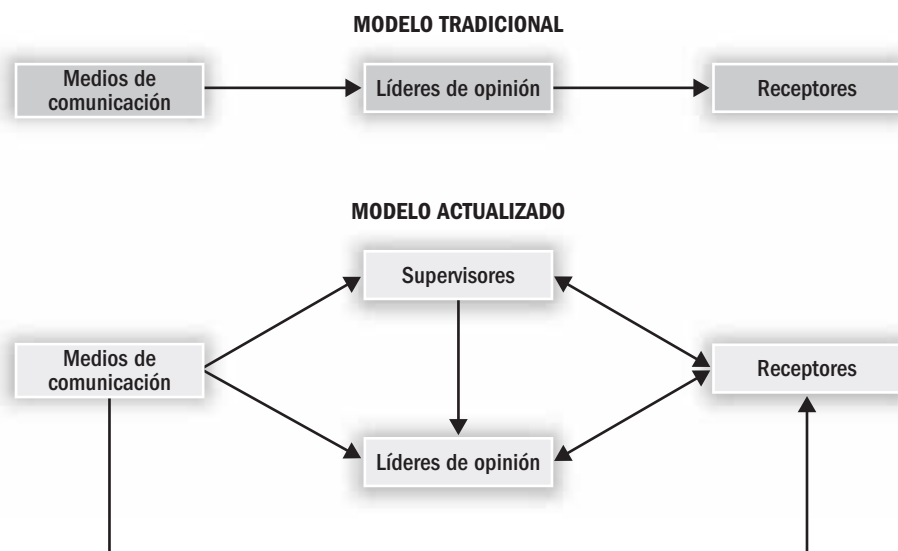 MODELO TRADICIONAL
Medios de
comunicación
Líderes de opinión
Receptores
MODELO ACTUALIZADO
Supervisores
Medios de
comunicación
Receptores
Líderes de opinión